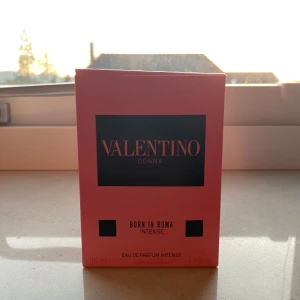 VALENTINO
DONNA
BORN IN ROMA
INTENSE
EAU DE PARFUM INTENSE